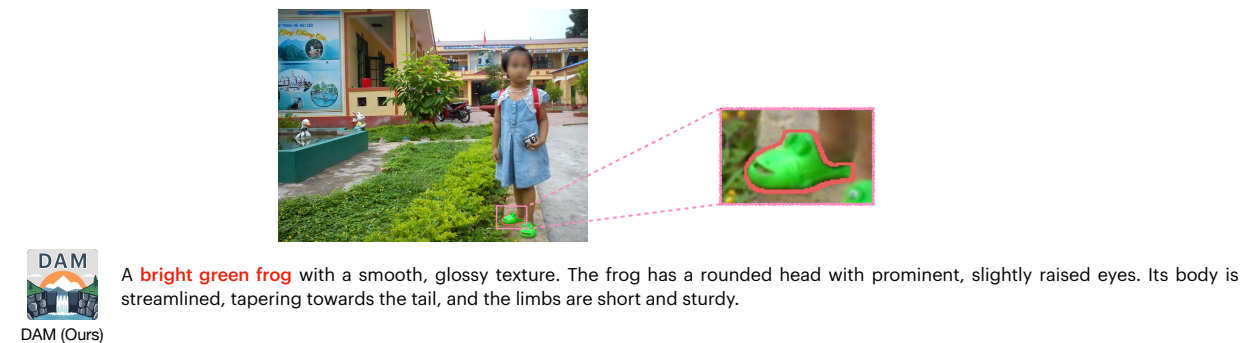 DAM
A bright green frog with a smooth, glossy texture. The frog has a rounded head with prominent, slightly raised eyes. Its body is
streamlined, tapering towards the tail, and the limbs are short and sturdy.
DAM (Ours)